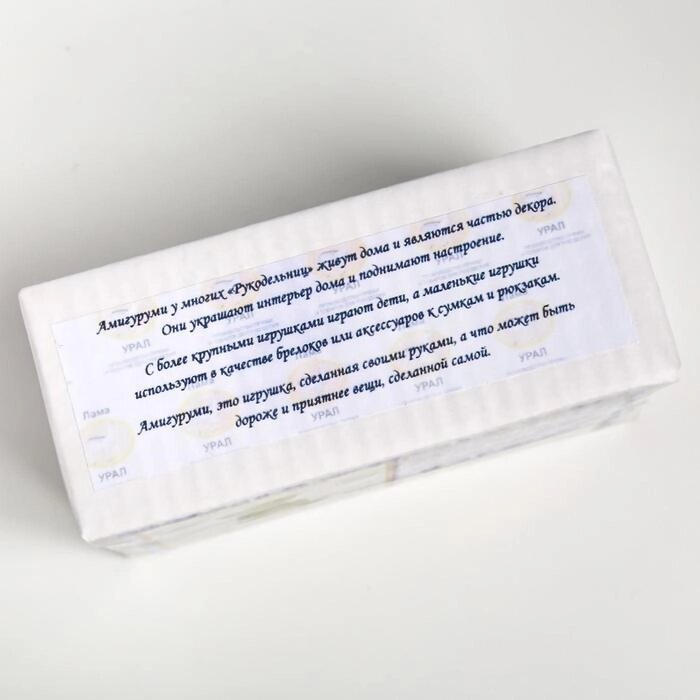 Амигуруми у многих «Рукодельниц» живут дома и являются частью декора.
Они украшают интерьер дома и поднимают настроение.
С более крупными игрушками играют дети, а маленькие игрушки
используют в качестве брелоков или аксессуаров к сумкам и рюкзакам.
Амигуруми, это игрушка, сделанная своими руками, а что может быть
дороже и приятнее вещи, сделанной самой.
УРАЛ
УРАЛ
УРАЛ
Лама
УРАЛ
УРАЛ